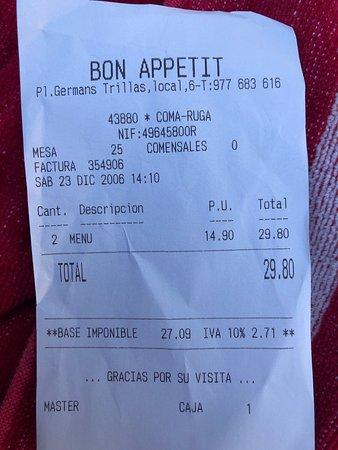 BON APPETIT
Pl.Germans Trillas,local,6-T:977 683 616
43880 * COMA-RUGA
NIF:49645800R
MESA 25 COMENSALES 0
FACTURA 354906
SAB 23 DIC 2006 14:10
Cant. Descripcion P.U. Total
2 MENU 14.90 29.80
TOTAL 29.80
**BASE IMPONIBLE 27.09 IVA 10% 2.71 **
... GRACIAS POR SU VISITA ...
MASTER CAJA 1